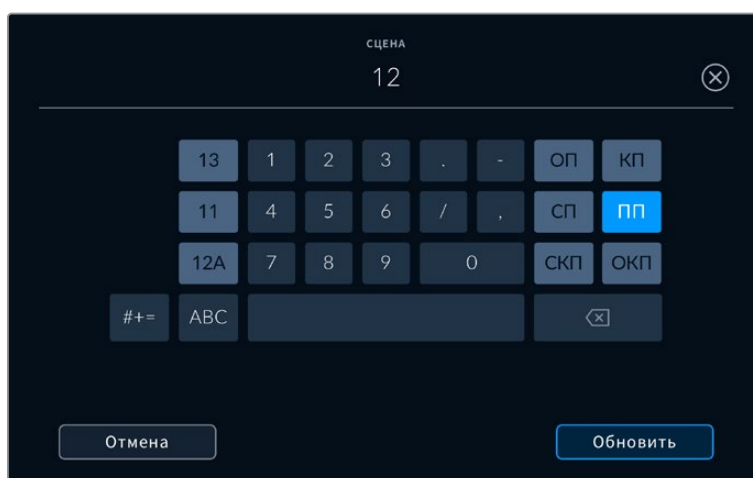 СЦЕНА
12
13 1 2 3 . - ОП КП
11 4 5 6 / , СП ПП
12A 7 8 9 0 СКП ОКП
#+= ABC
Отмена Обновить